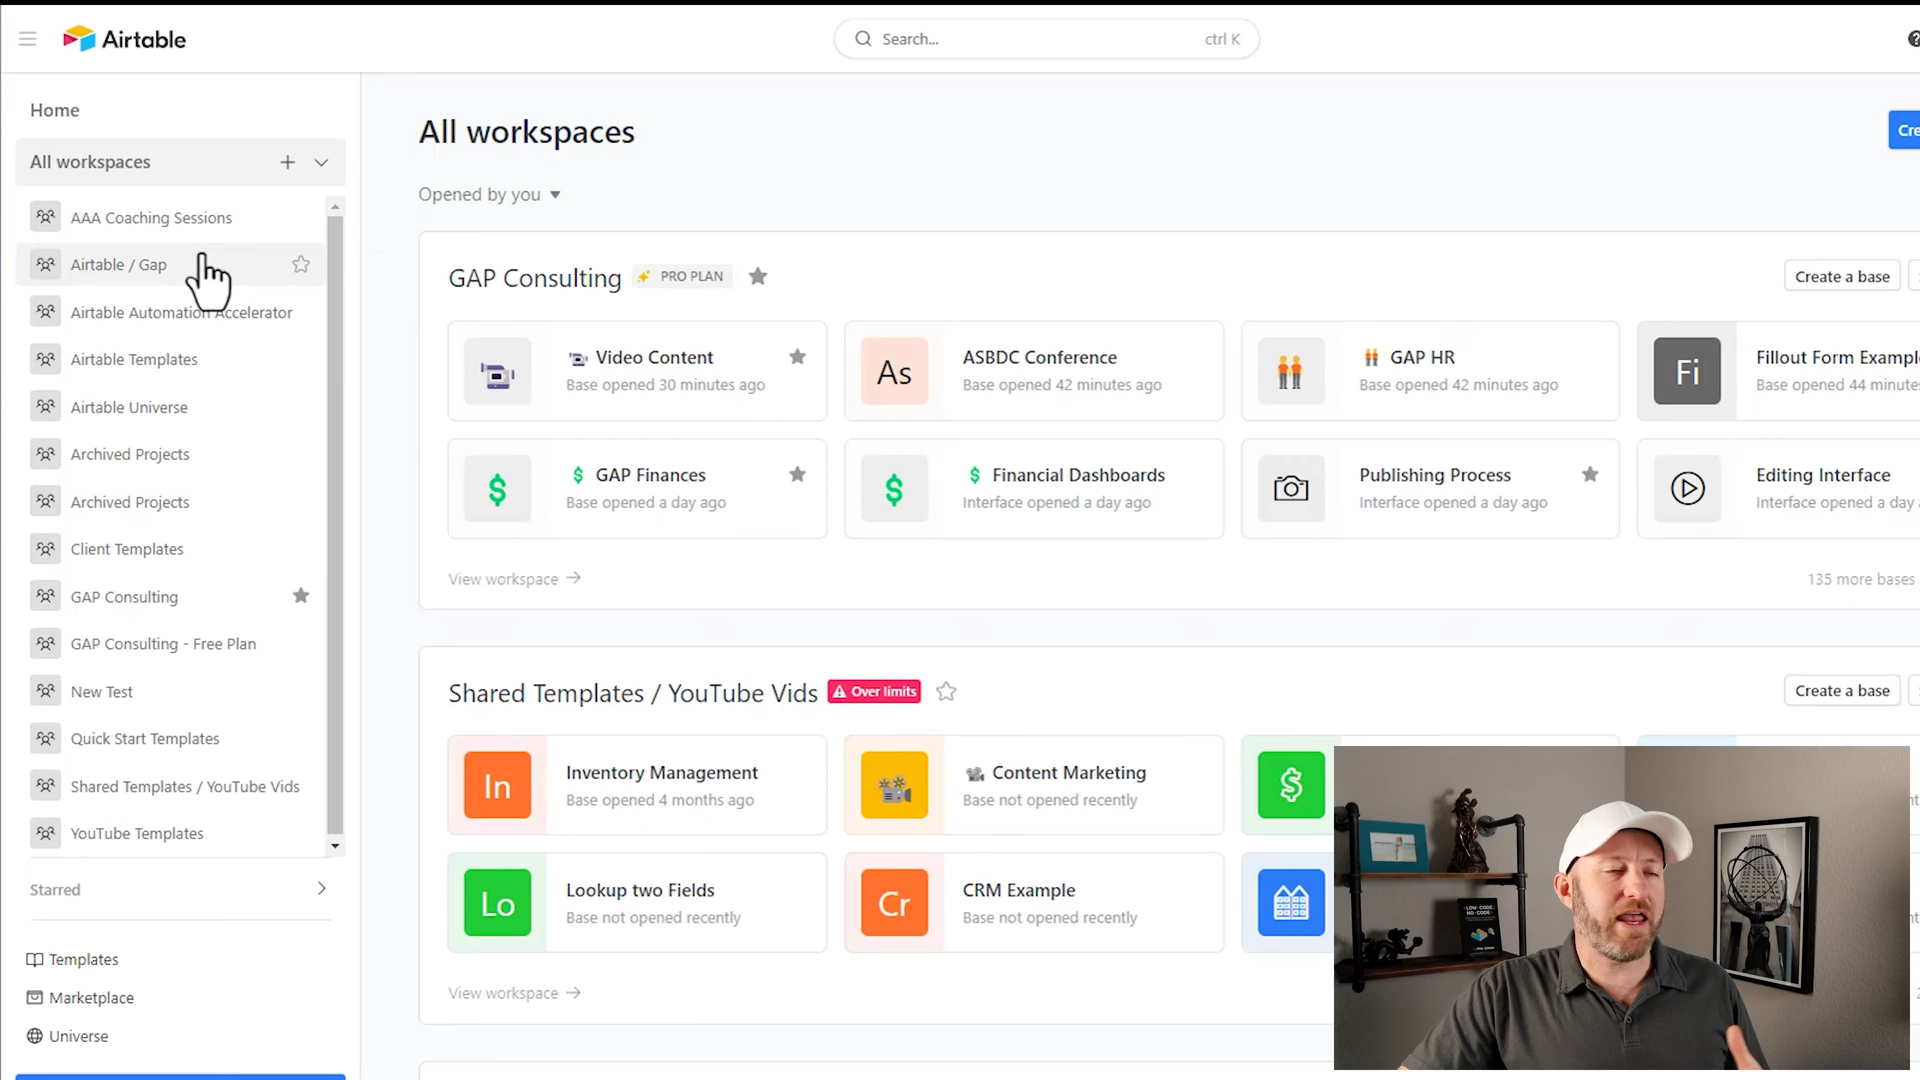 Airtable
Search...
ctrl K
Home
All workspaces
AAA Coaching Sessions
Airtable / Gap
Airtable Automation Accelerator
Airtable Templates
Airtable Universe
Archived Projects
Archived Projects
Client Templates
GAP Consulting
GAP Consulting - Free Plan
New Test
Quick Start Templates
Shared Templates / YouTube Vids
YouTube Templates
Starred
Templates
Marketplace
Universe
All workspaces
Cre
Opened by you
GAP Consulting
PRO PLAN
Create a base
Video Content
Base opened 30 minutes ago
As
ASBDC Conference
Base opened 42 minutes ago
GAP HR
Base opened 42 minutes ago
Fi
Fillout Form Example
Base opened 44 minutes
GAP Finances
Base opened a day ago
Financial Dashboards
Interface opened a day ago
Publishing Process
Interface opened a day ago
Editing Interface
Interface opened a day
View workspace
135 more bases
Shared Templates / YouTube Vids
Over limits
Create a base
In
Inventory Management
Base opened 4 months ago
Content Marketing
Base not opened recently
Lo
Lookup two Fields
Base not opened recently
Cr
CRM Example
Base not opened recently
View workspace
LOW-CODE
NO-CODE